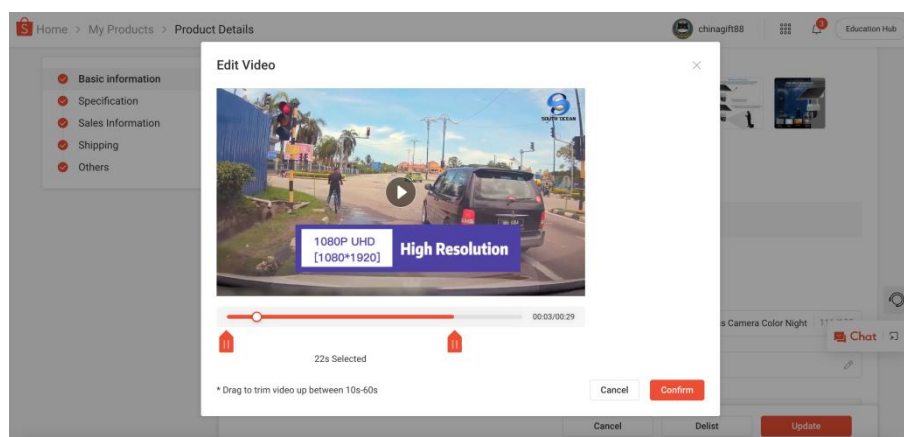 Home > My Products > Product Details
chinagift88
Education Hub
Basic information
Specification
Sales Information
Shipping
Others
Edit Video
SOUTH OCEAN
1080P UHD
[1080*1920]
High Resolution
00:03/00:29
22s Selected
* Drag to trim video up between 10s-60s
Cancel
Confirm
s Camera Color Night
Chat
Cancel
Delist
Update